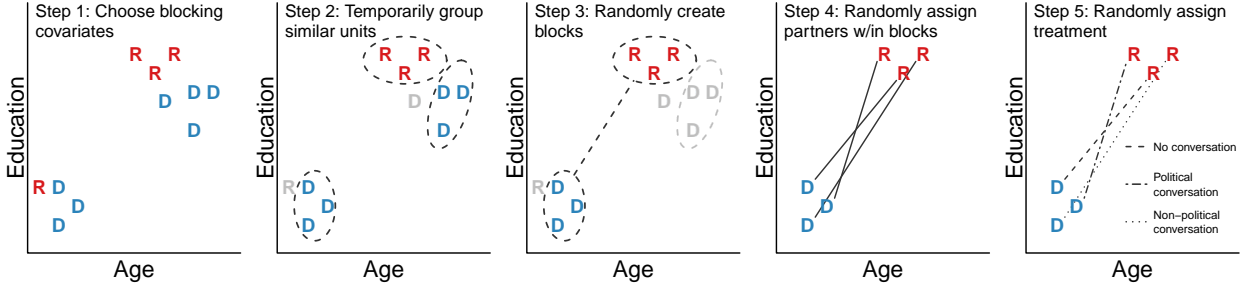 Step 1: Choose blocking
covariates
R R
R
D D D
D
R D
D
D
Education
Age
Step 2: Temporarily group
similar units
R R
R
D D D
D
R D
D
D
Education
Age
Step 3: Randomly create
blocks
R R
R
D D D
D
R D
D
D
Education
Age
Step 4: Randomly assign
partners w/in blocks
R R
R
D
D
D
Education
Age
Step 5: Randomly assign
treatment
R R
R
D
D
D
No conversation
Political
conversation
Non−political
conversation
Education
Age